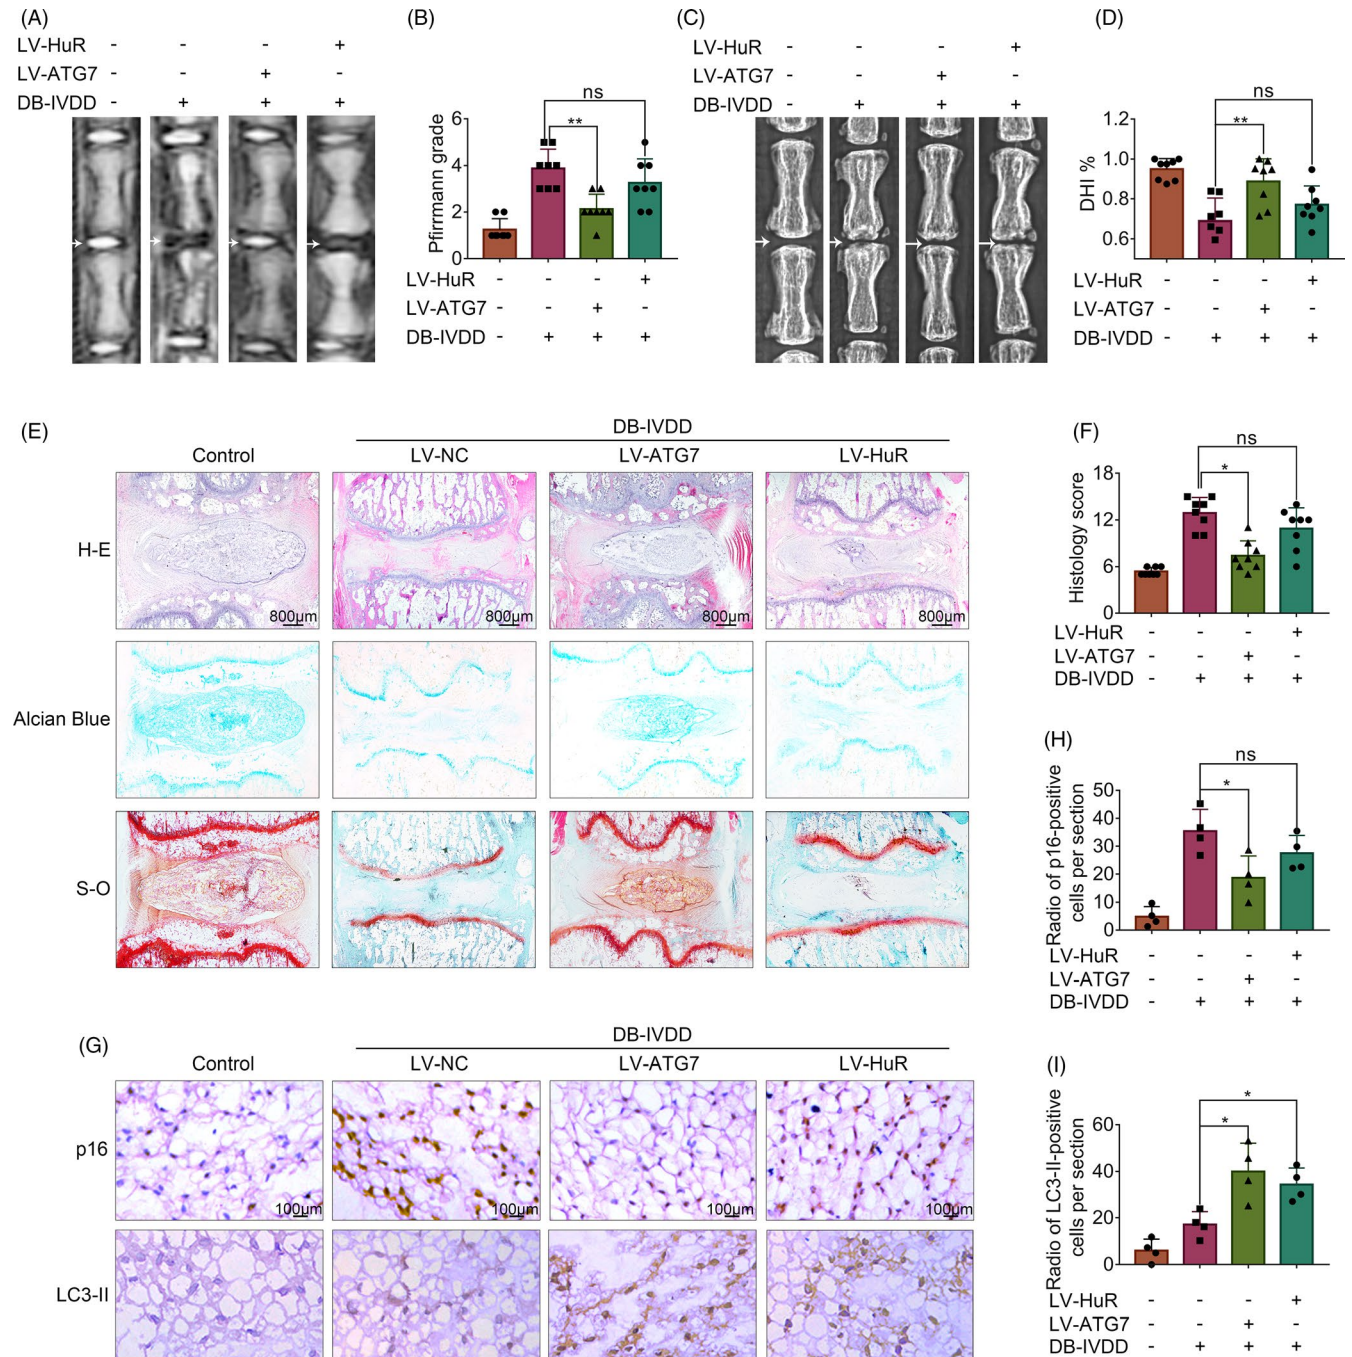 (A)
LV-HuR - - - +
LV-ATG7 - - + -
DB-IVDD - + + +
(B)
ns
**
Pfirrmann grade
6
4
2
0
LV-HuR - - - +
LV-ATG7 - - + -
DB-IVDD - + + +
(C)
LV-HuR - - - +
LV-ATG7 - - + -
DB-IVDD - + + +
(D)
ns
**
DHI %
1.2
1.0
0.8
0.6
LV-HuR - - - +
LV-ATG7 - - + -
DB-IVDD - + + +
(E)
DB-IVDD
Control LV-NC LV-ATG7 LV-HuR
H-E
800μm 800μm 800μm 800μm
Alcian Blue
S-O
(F)
ns
*
Histology score
18
12
6
0
LV-HuR - - - +
LV-ATG7 - - + -
DB-IVDD - + + +
(H)
ns
*
Radio of p16-positive
cells per section
50
40
30
20
10
0
LV-HuR - - - +
LV-ATG7 - - + -
DB-IVDD - + + +
(G)
DB-IVDD
Control LV-NC LV-ATG7 LV-HuR
p16
100μm 100μm 100μm 100μm
LC3-II
(I)
*
*
Radio of LC3-II-positive
cells per section
60
40
20
0
LV-HuR - - - +
LV-ATG7 - - + -
DB-IVDD - + + +